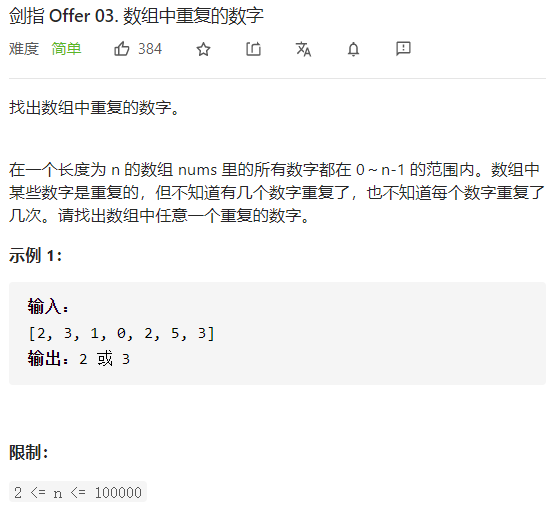 剑指 Offer 03. 数组中重复的数字
难度 简单 384
找出数组中重复的数字。
在一个长度为 n 的数组 nums 里的所有数字都在 0～n-1 的范围内。数组中
某些数字是重复的，但不知道有几个数字重复了，也不知道每个数字重复了
几次。请找出数组中任意一个重复的数字。
示例 1：
输入：
[2, 3, 1, 0, 2, 5, 3]
输出：2 或 3
限制：
2 <= n <= 100000